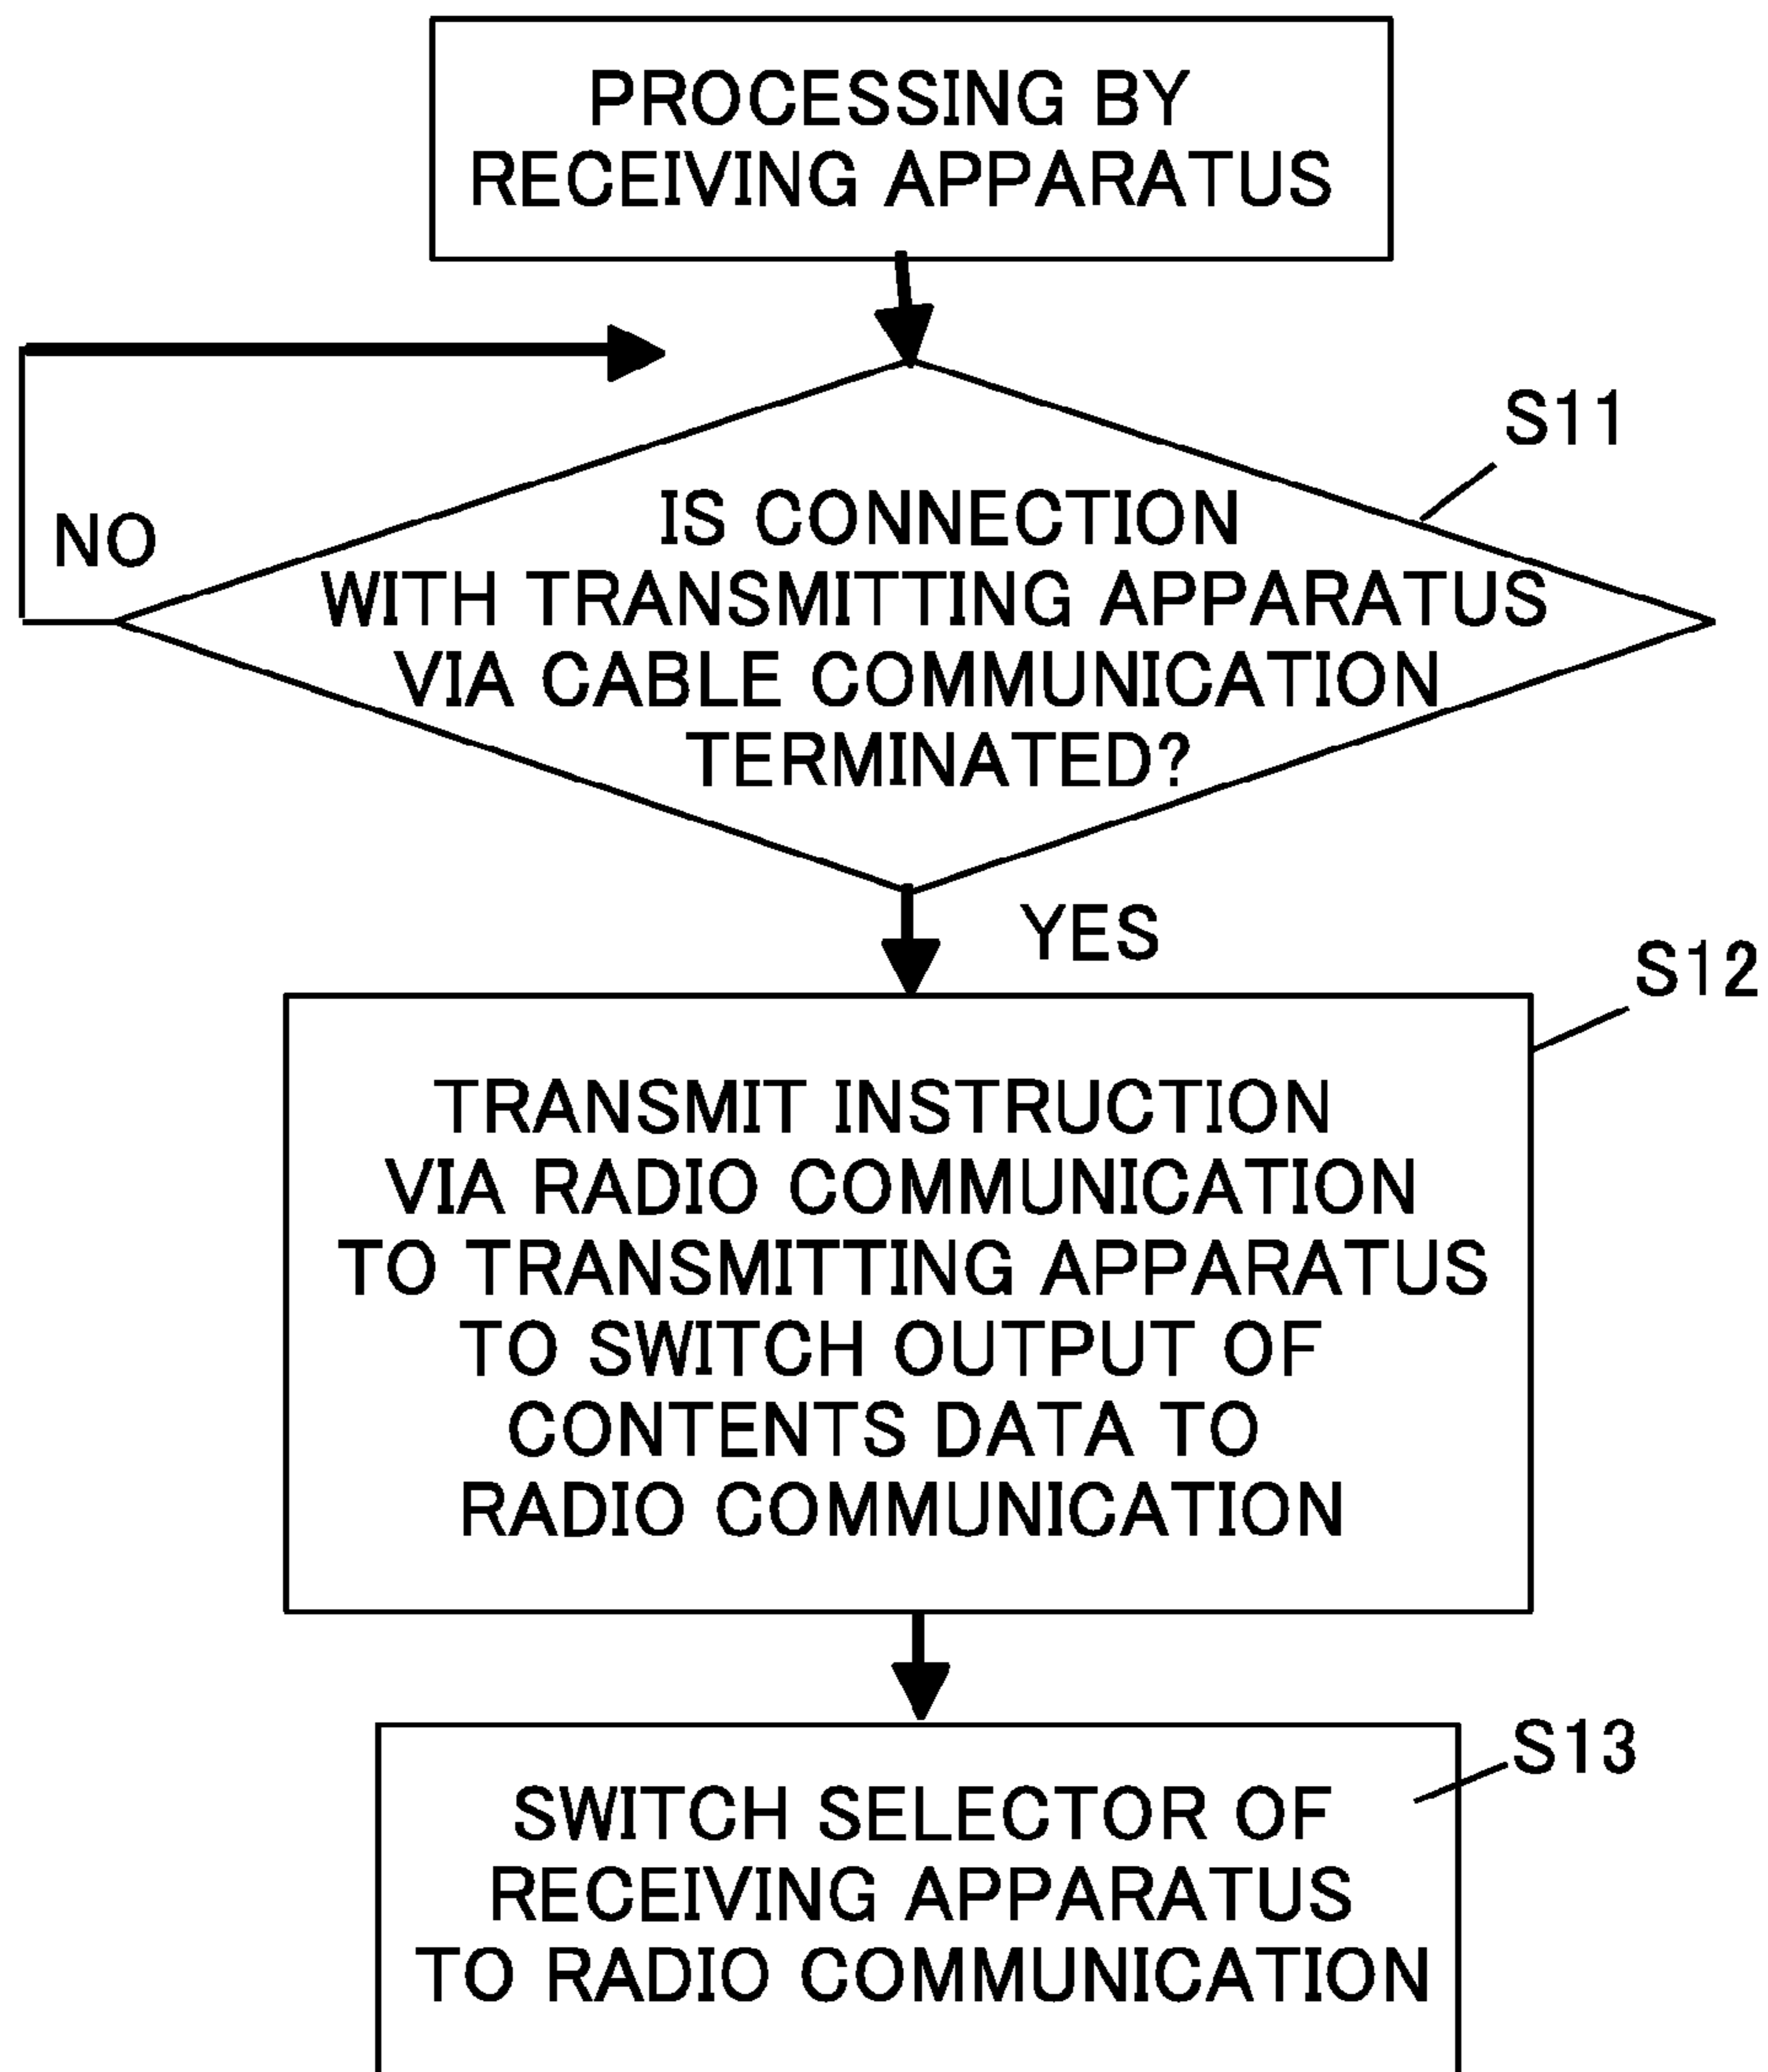 PROCESSING BY
RECEIVING APPARATUS
S11
IS CONNECTION
WITH TRANSMITTING APPARATUS
VIA CABLE COMMUNICATION
TERMINATED?
NO
YES
S12
TRANSMIT INSTRUCTION
VIA RADIO COMMUNICATION
TO TRANSMITTING APPARATUS
TO SWITCH OUTPUT OF
CONTENTS DATA TO
RADIO COMMUNICATION
S13
SWITCH SELECTOR OF
RECEIVING APPARATUS
TO RADIO COMMUNICATION